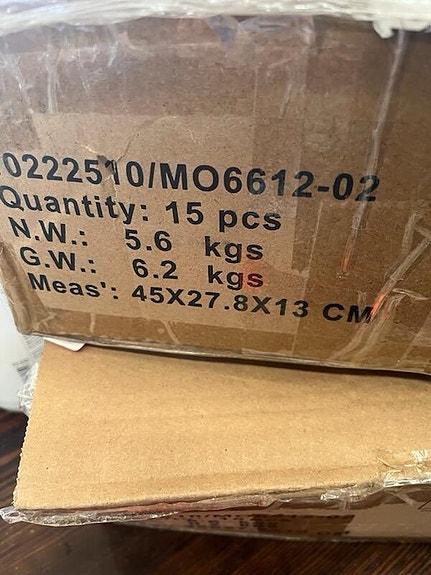 0222510/MO6612-02
Quantity: 15 pcs
N.W.: 5.6 kgs
G.W.: 6.2 kgs
Meas': 45X27.8X13 CM